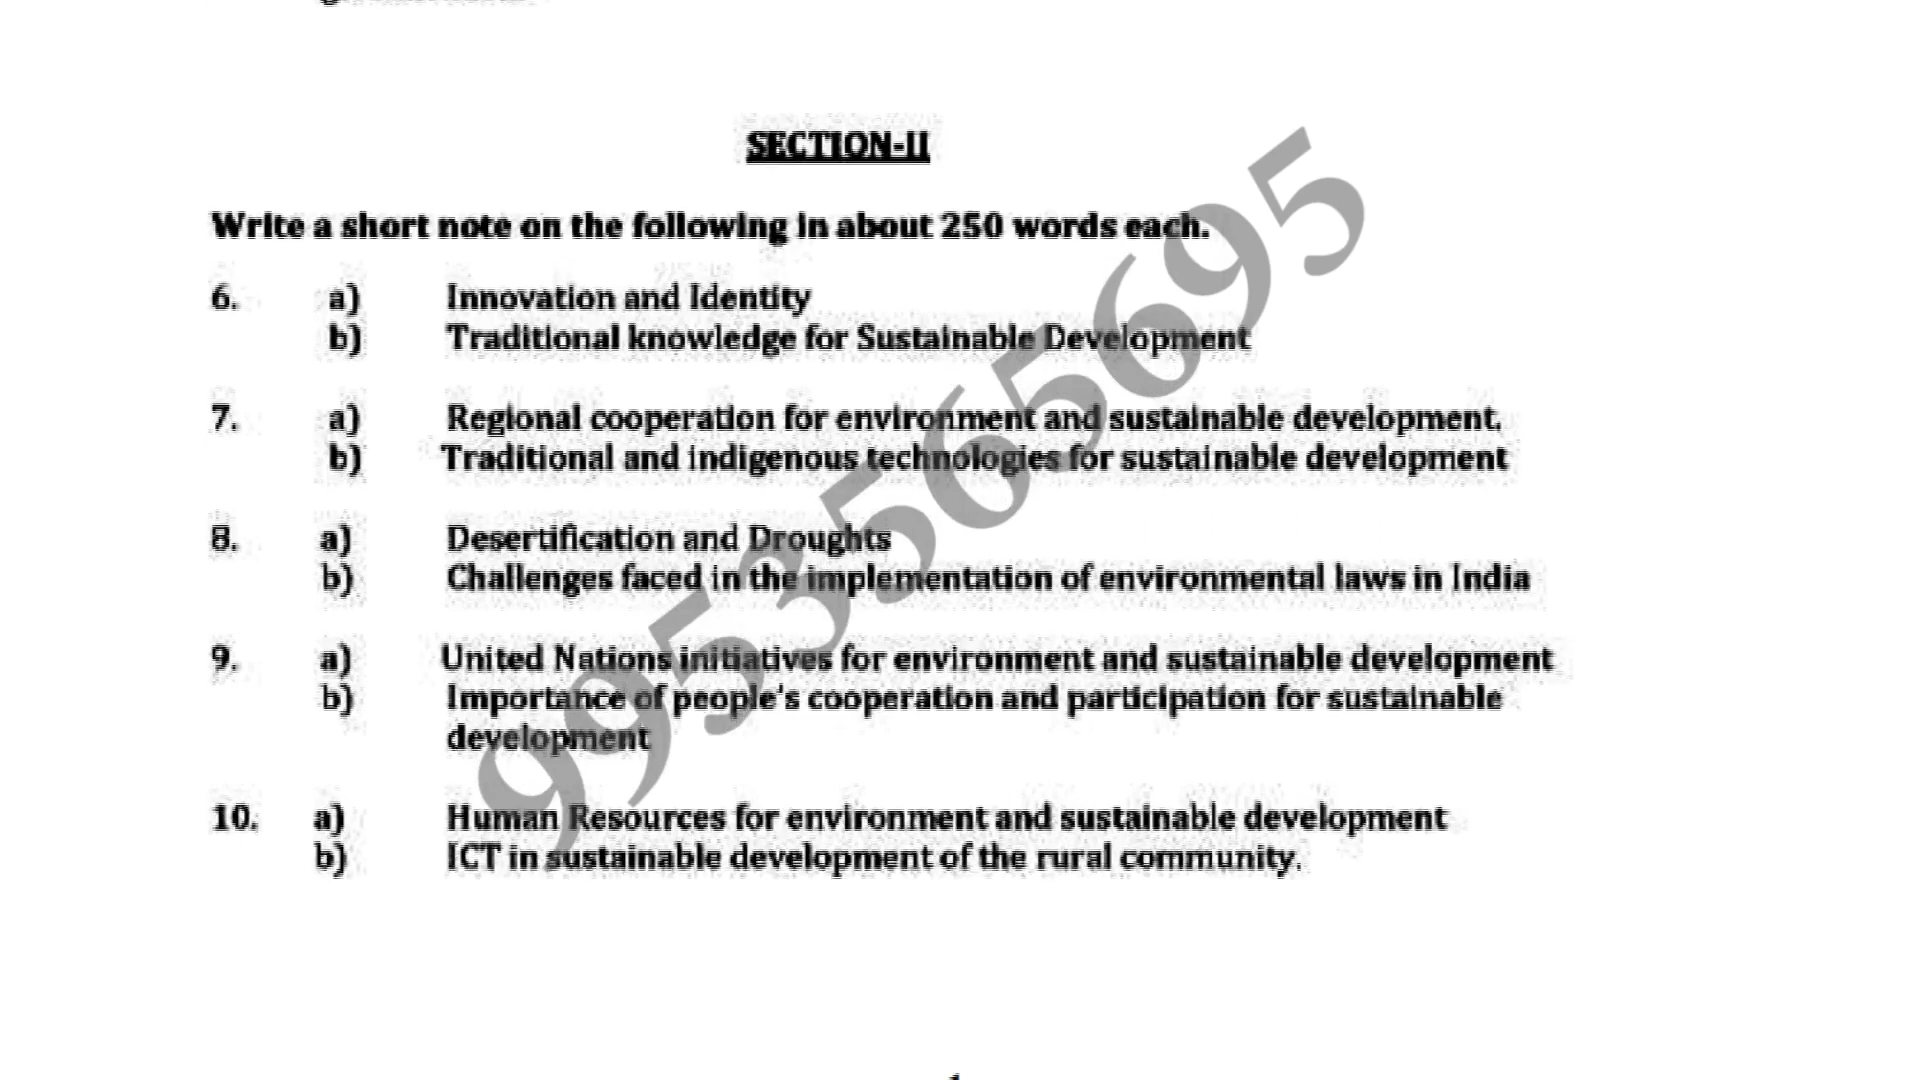 SECTION-II
Write a short note on the following in about 250 words each.
6. a) Innovation and Identity
b) Traditional knowledge for Sustainable Development
7. a) Regional cooperation for environment and sustainable development.
b) Traditional and indigenous technologies for sustainable development
8. a) Desertification and Droughts
b) Challenges faced in the implementation of environmental laws in India
9. a) United Nations initiatives for environment and sustainable development
b) Importance of people's cooperation and participation for sustainable
development
10. a) Human Resources for environment and sustainable development
b) ICT in sustainable development of the rural community.
9953565695